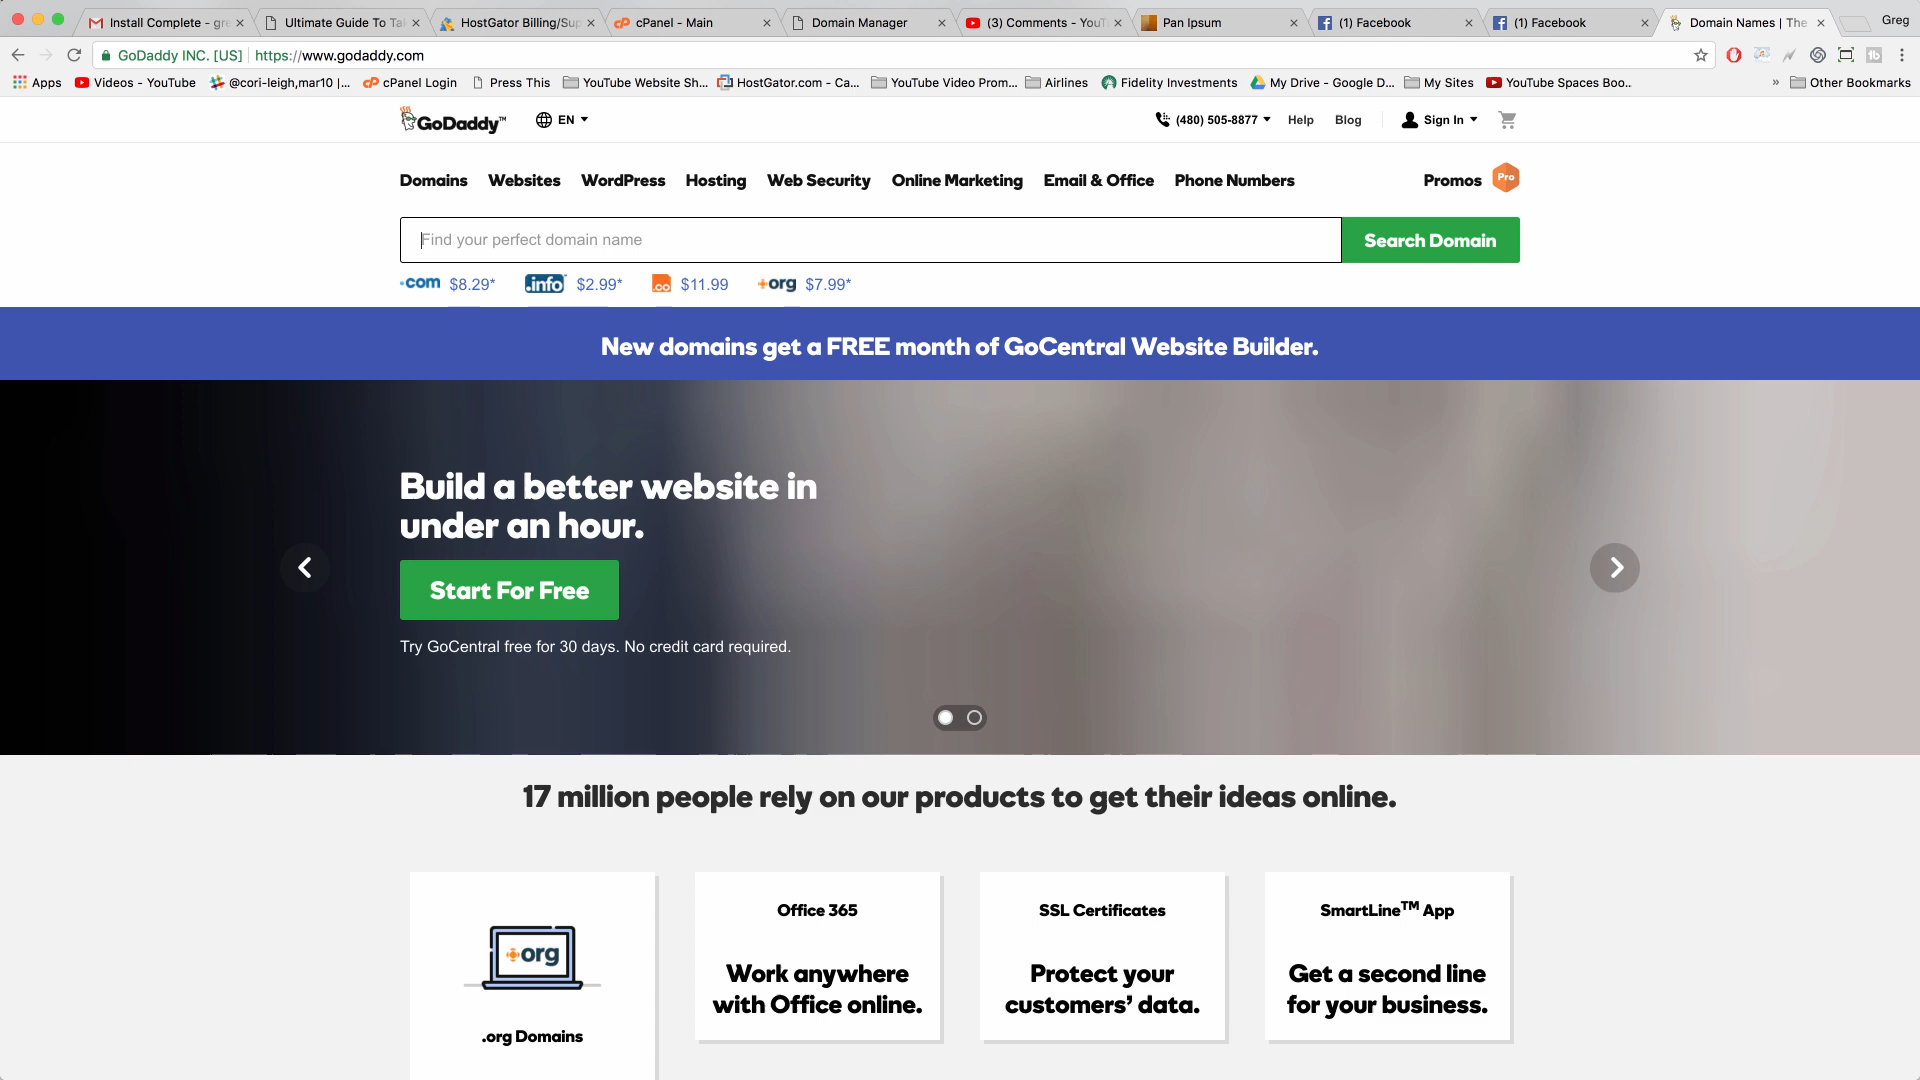 Install Complete - gre
Ultimate Guide To Tak
HostGator Billing/Sup
cPanel - Main
Domain Manager
(3) Comments - YouT
Pan Ipsum
(1) Facebook
(1) Facebook
Domain Names | The
Greg
GoDaddy INC. [US] https://www.godaddy.com
Apps
Videos - YouTube
@cori-leigh,mar10 |...
cPanel Login
Press This
YouTube Website Sh...
HostGator.com - Ca...
YouTube Video Prom...
Airlines
Fidelity Investments
My Drive - Google D...
My Sites
YouTube Spaces Boo...
»
Other Bookmarks
GoDaddy™
EN
(480) 505-8877
Help
Blog
Sign In
Domains
Websites
WordPress
Hosting
Web Security
Online Marketing
Email & Office
Phone Numbers
Promos
Pro
Find your perfect domain name
Search Domain
.com $8.29*
.info $2.99*
.co $11.99
.org $7.99*
New domains get a FREE month of GoCentral Website Builder.
Build a better website in
under an hour.
Start For Free
Try GoCentral free for 30 days. No credit card required.
17 million people rely on our products to get their ideas online.
.org
.org Domains
Office 365
Work anywhere
with Office online.
SSL Certificates
Protect your
customers’ data.
SmartLine™ App
Get a second line
for your business.